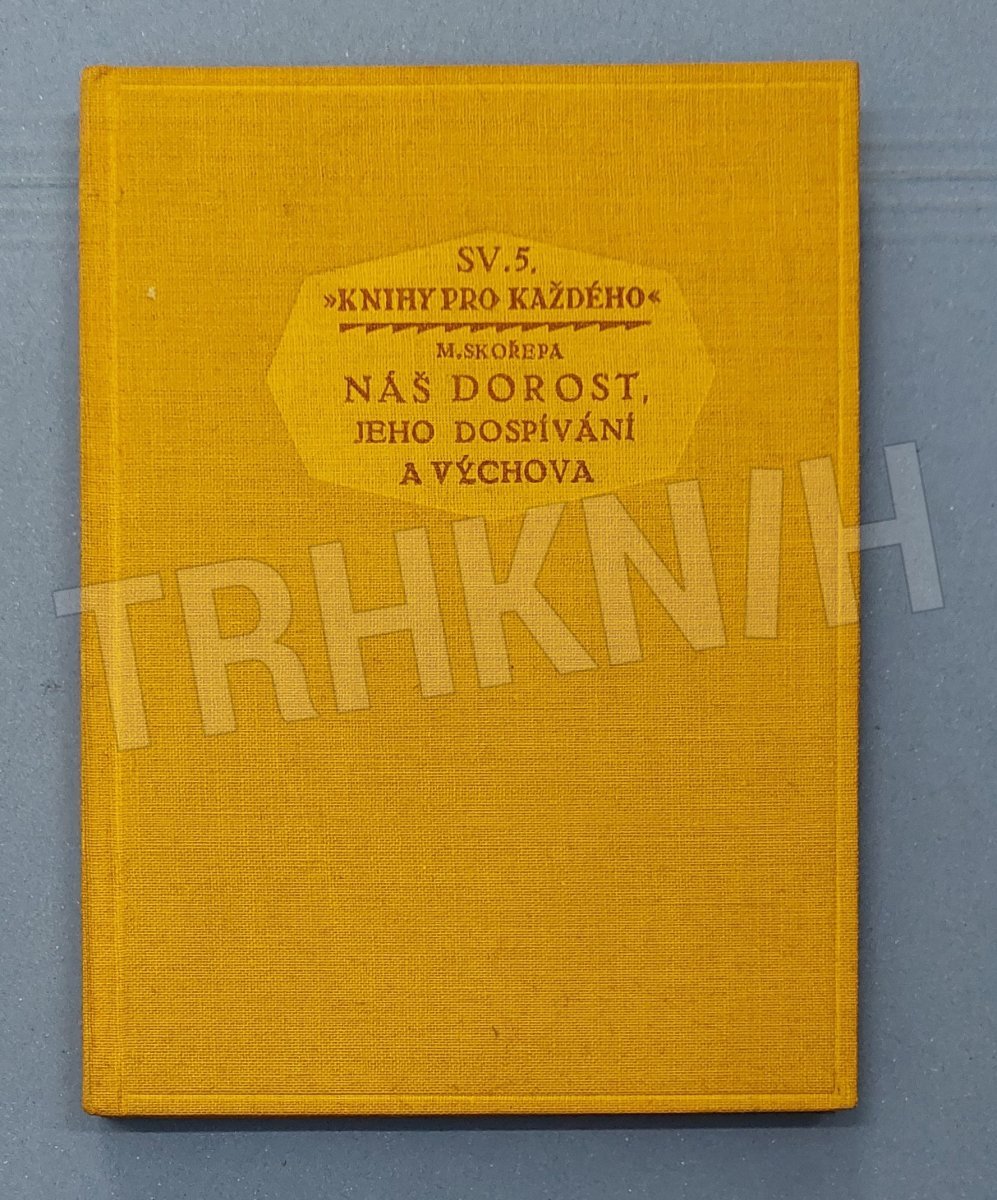 SV.5.
»KNIHY PRO KAŽDÉHO«
M.SKOŘEPA
NÁŠ DOROST,
JEHO DOSPÍVÁNÍ
A VÝCHOVA
TRHKNIH